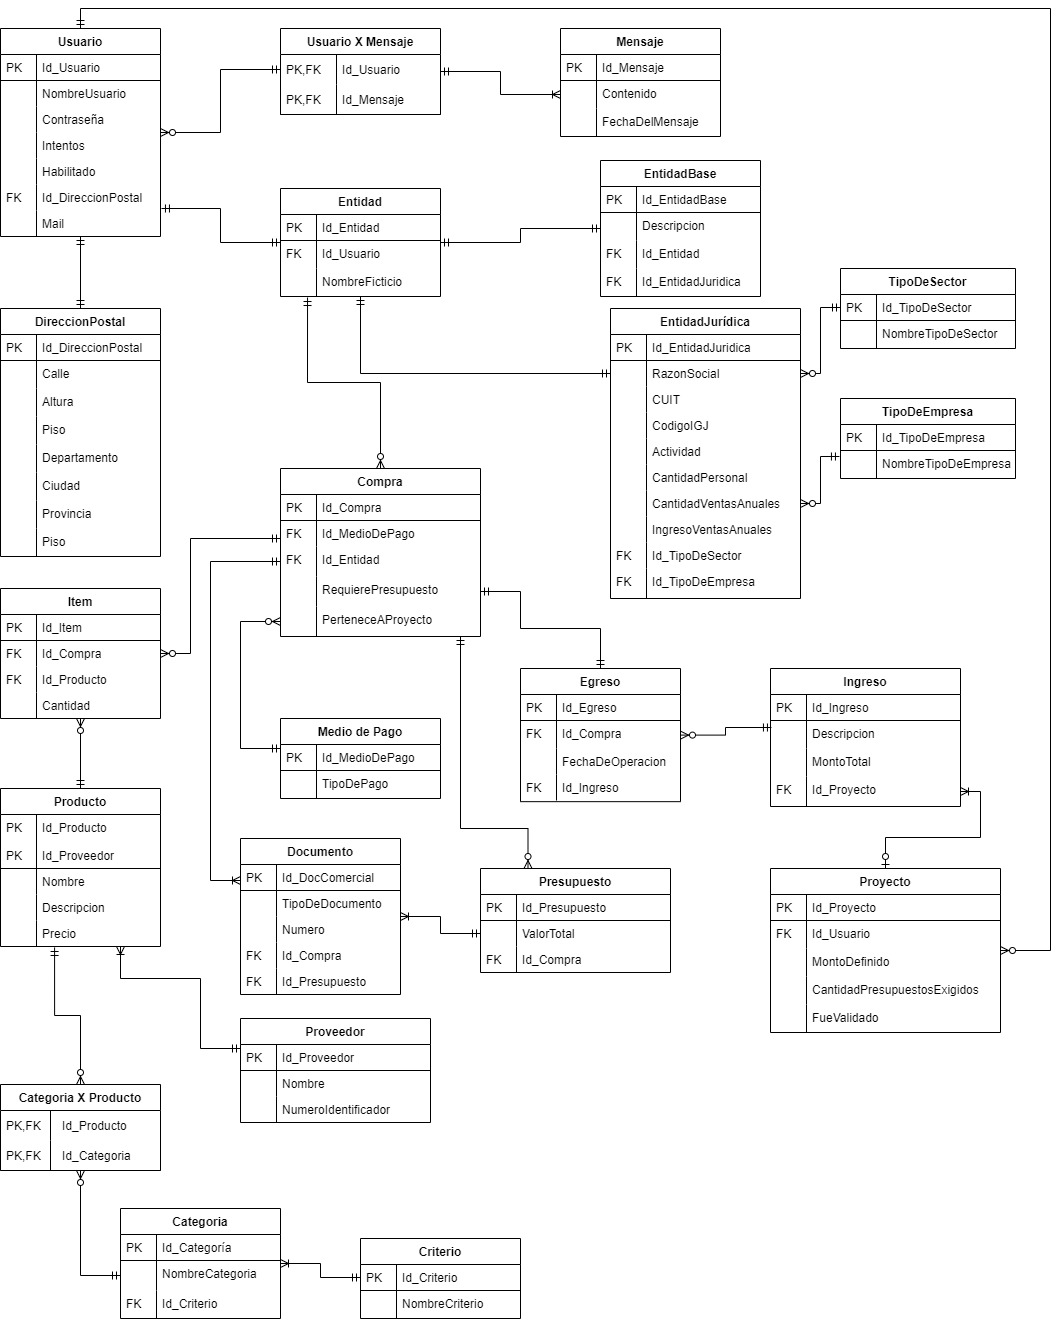 Usuario
PK Id_Usuario
NombreUsuario
Contraseña
Intentos
Habilitado
FK Id_DireccionPostal
Mail
Usuario X Mensaje
PK,FK Id_Usuario
PK,FK Id_Mensaje
Mensaje
PK Id_Mensaje
Contenido
FechaDelMensaje
Entidad
PK Id_Entidad
FK Id_Usuario
NombreFicticio
EntidadBase
PK Id_EntidadBase
Descripcion
FK Id_Entidad
FK Id_EntidadJuridica
TipoDeSector
PK Id_TipoDeSector
NombreTipoDeSector
DireccionPostal
PK Id_DireccionPostal
Calle
Altura
Piso
Departamento
Ciudad
Provincia
Piso
EntidadJurídica
PK Id_EntidadJuridica
RazonSocial
CUIT
CodigoIGJ
Actividad
CantidadPersonal
CantidadVentasAnuales
IngresoVentasAnuales
FK Id_TipoDeSector
FK Id_TipoDeEmpresa
TipoDeEmpresa
PK Id_TipoDeEmpresa
NombreTipoDeEmpresa
Compra
PK Id_Compra
FK Id_MedioDePago
FK Id_Entidad
RequierePresupuesto
PerteneceAProyecto
Item
PK Id_Item
FK Id_Compra
FK Id_Producto
Cantidad
Medio de Pago
PK Id_MedioDePago
TipoDePago
Egreso
PK Id_Egreso
FK Id_Compra
FechaDeOperacion
FK Id_Ingreso
Ingreso
PK Id_Ingreso
Descripcion
MontoTotal
FK Id_Proyecto
Producto
PK Id_Producto
PK Id_Proveedor
Nombre
Descripcion
Precio
Documento
PK Id_DocComercial
TipoDeDocumento
Numero
FK Id_Compra
FK Id_Presupuesto
Presupuesto
PK Id_Presupuesto
ValorTotal
FK Id_Compra
Proyecto
PK Id_Proyecto
FK Id_Usuario
MontoDefinido
CantidadPresupuestosExigidos
FueValidado
Proveedor
PK Id_Proveedor
Nombre
NumeroIdentificador
Categoria X Producto
PK,FK Id_Producto
PK,FK Id_Categoria
Categoria
PK Id_Categoría
NombreCategoria
FK Id_Criterio
Criterio
PK Id_Criterio
NombreCriterio